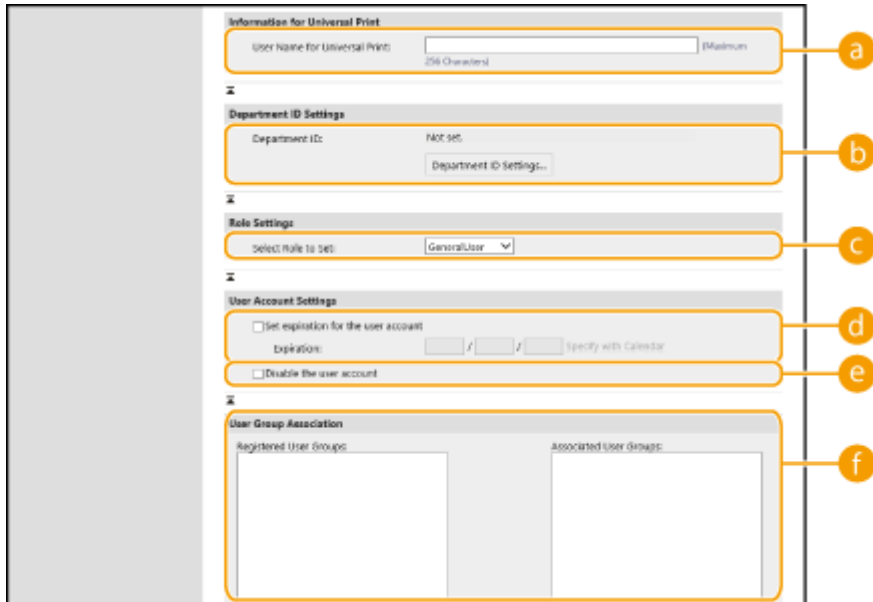 Information for Universal Print
User Name for Universal Print: (Maximum
256 Characters)
a
Department ID Settings
Department ID: Not set.
b
Department ID Settings...
Role Settings
Select Role to Set: GeneralUser
c
User Account Settings
Set expiration for the user account
d
Expiration: / / Specify with Calendar
Disable the user account
e
User Group Association
Registered User Groups: Associated User Groups:
f